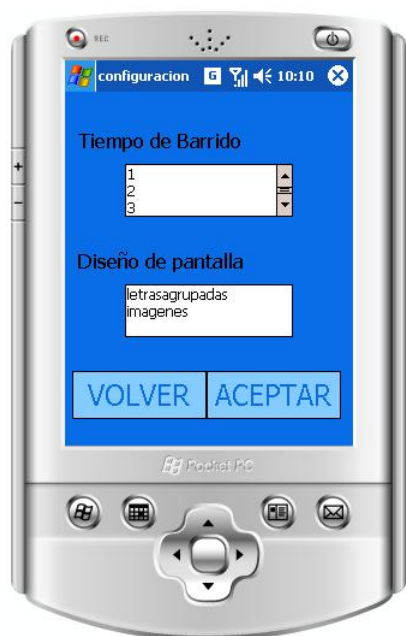 REC
configuracion G 10:10
Tiempo de Barrido
1
2
3
Diseño de pantalla
letrasagrupadas
imagenes
VOLVER ACEPTAR
Pocket PC